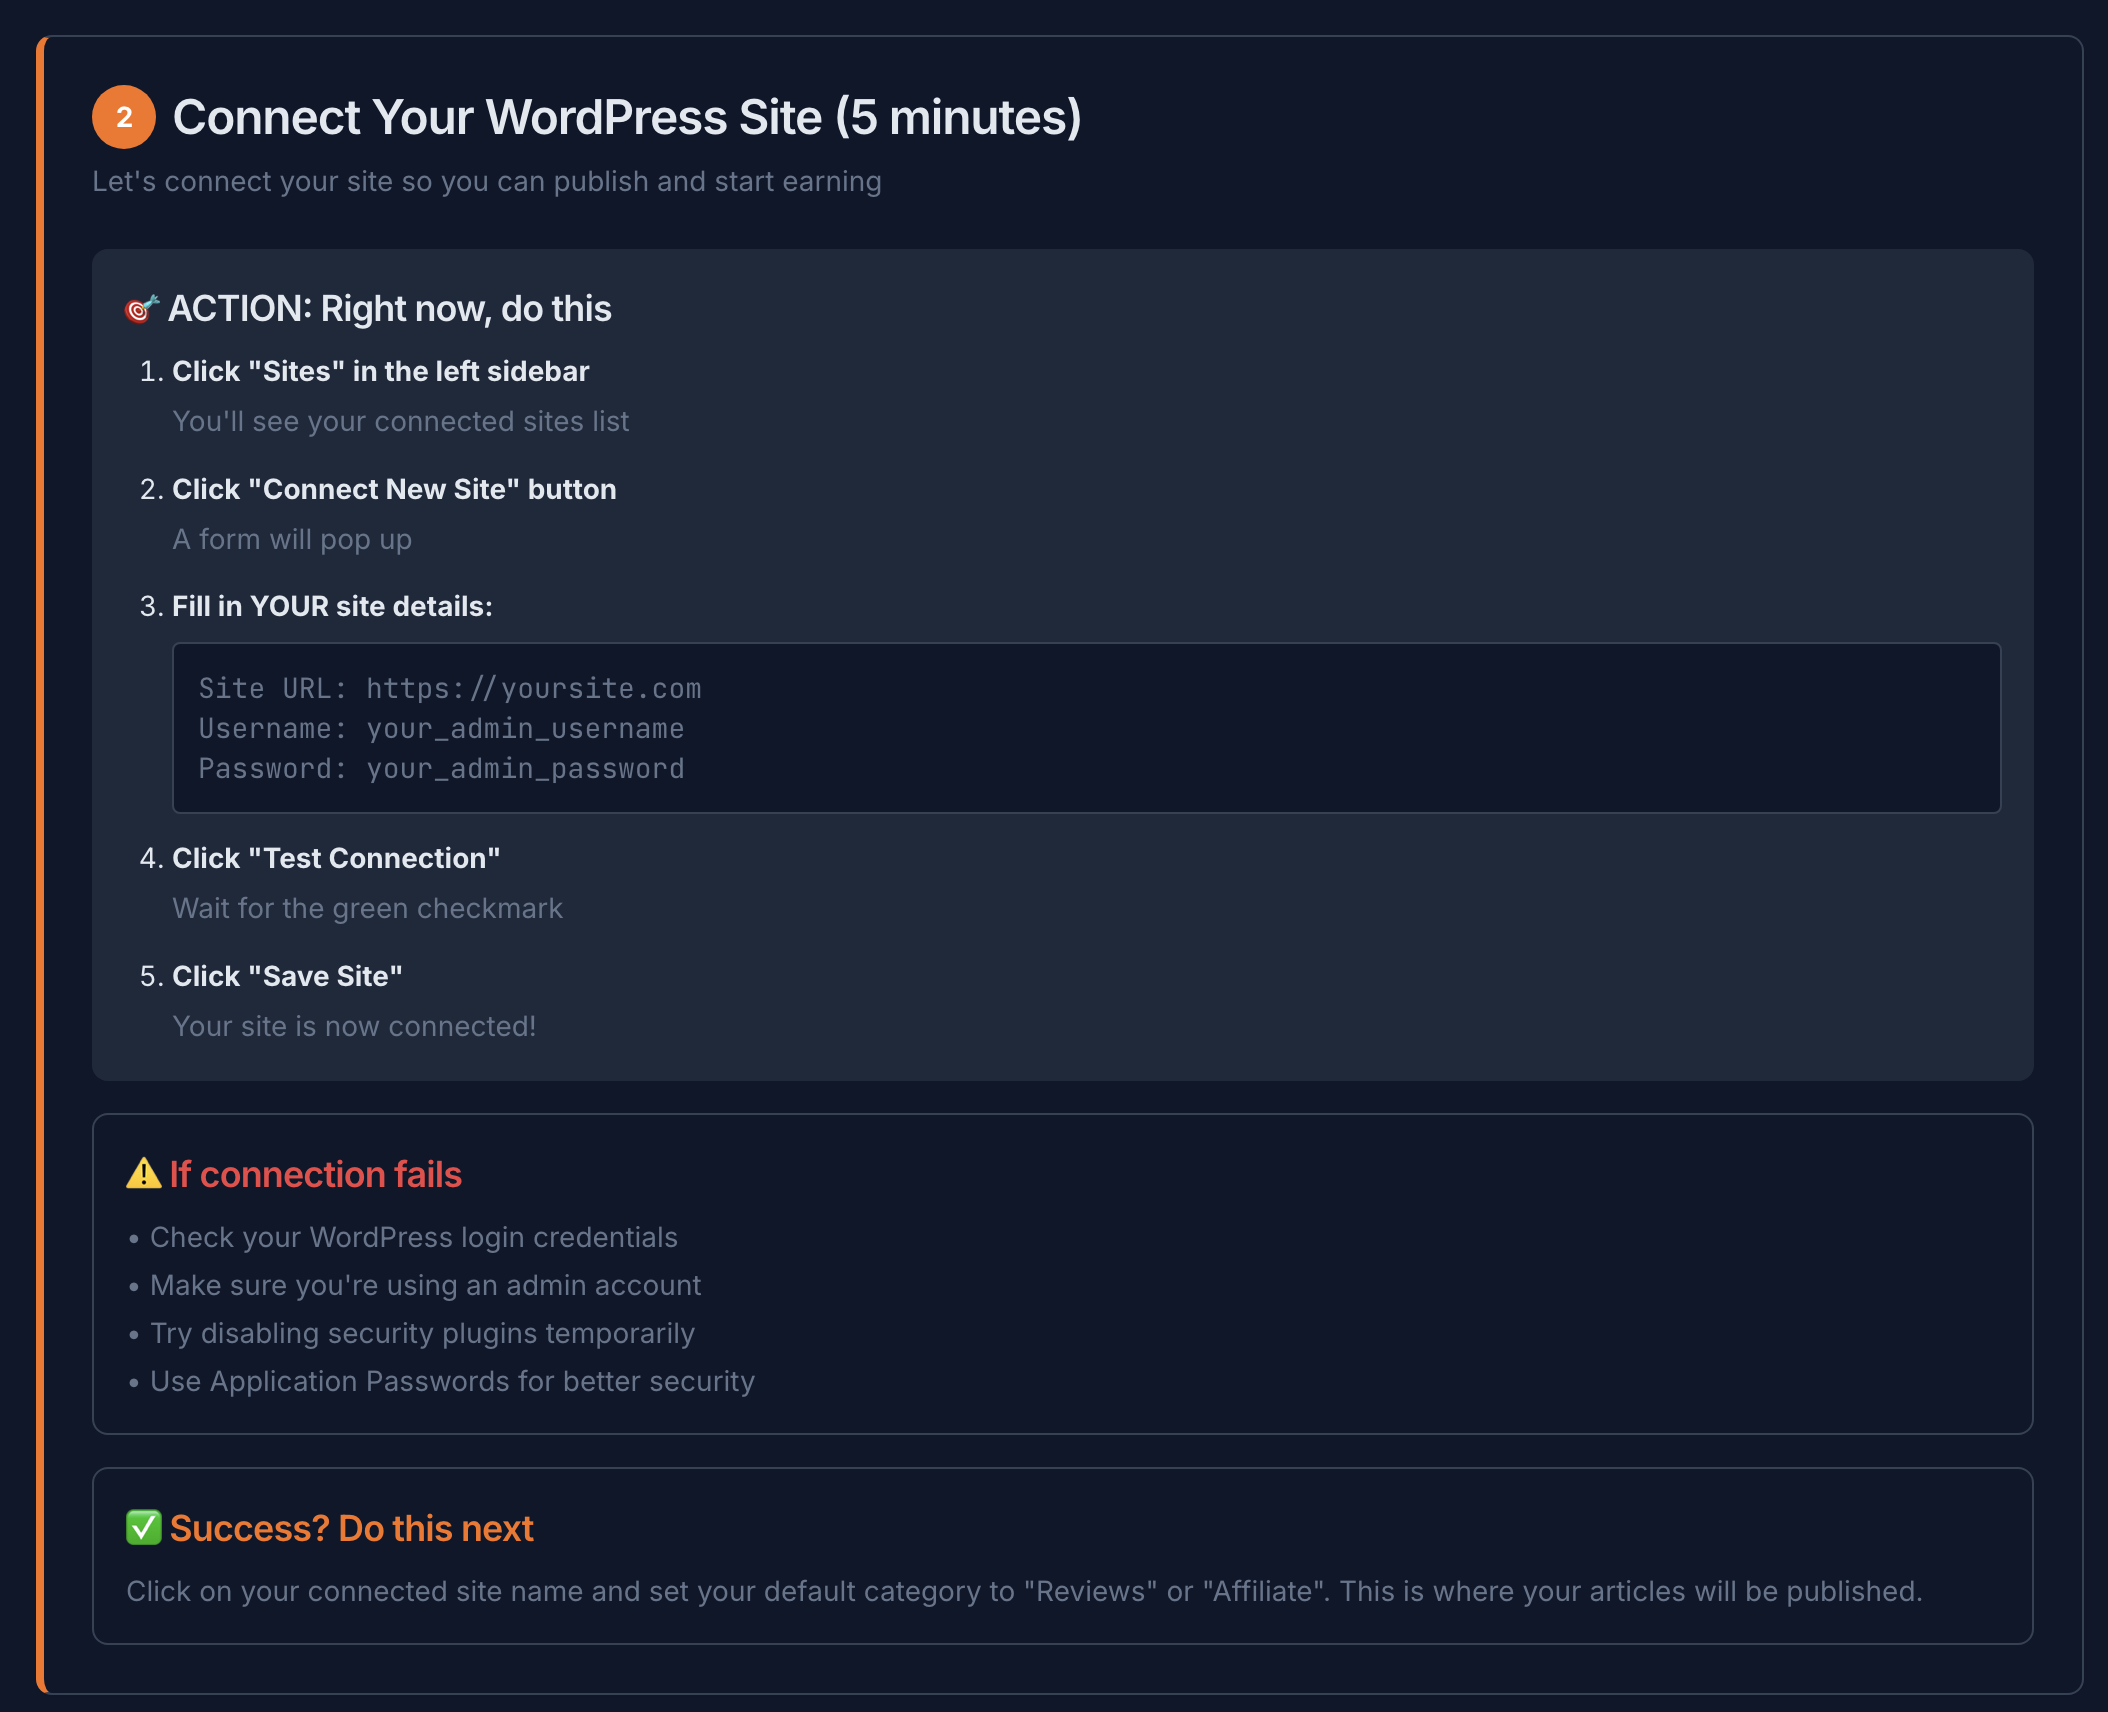 2 Connect Your WordPress Site (5 minutes)
Let's connect your site so you can publish and start earning
🎯 ACTION: Right now, do this
1. Click "Sites" in the left sidebar
You'll see your connected sites list
2. Click "Connect New Site" button
A form will pop up
3. Fill in YOUR site details:
Site URL: https://yoursite.com
Username: your_admin_username
Password: your_admin_password
4. Click "Test Connection"
Wait for the green checkmark
5. Click "Save Site"
Your site is now connected!
⚠️ If connection fails
• Check your WordPress login credentials
• Make sure you're using an admin account
• Try disabling security plugins temporarily
• Use Application Passwords for better security
✅ Success? Do this next
Click on your connected site name and set your default category to "Reviews" or "Affiliate". This is where your articles will be published.